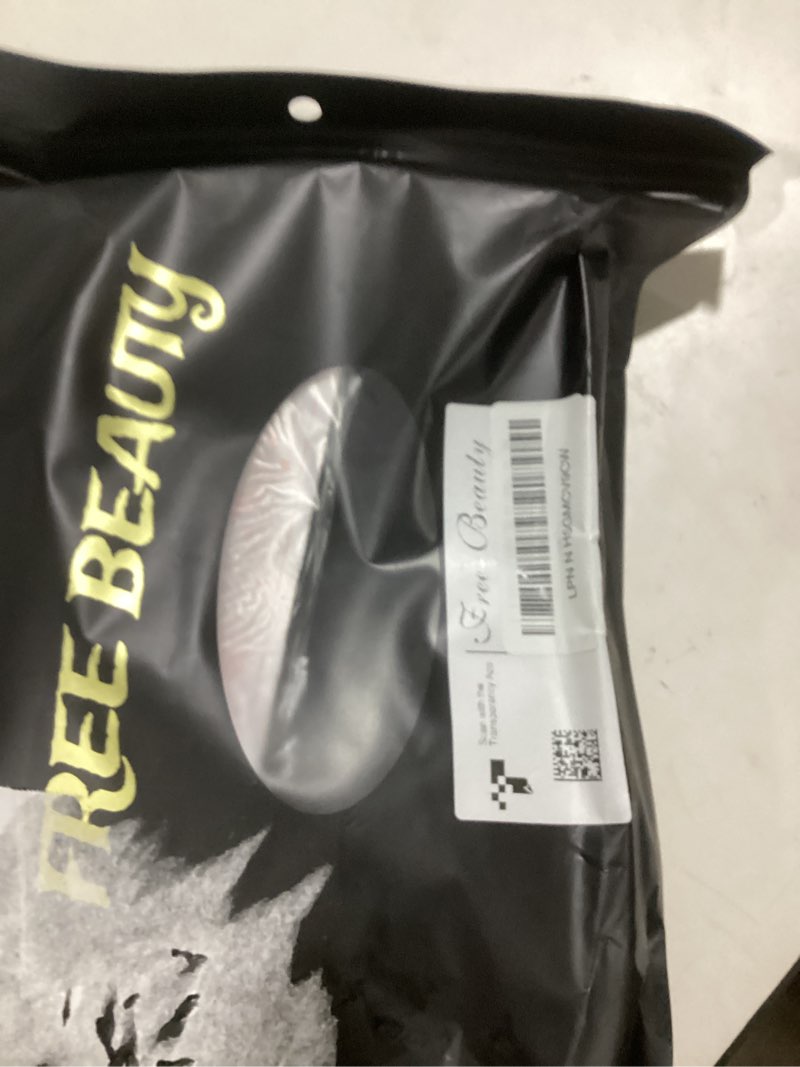 FREE BEAUTY
Free Beauty
Scan with the
Transparency App